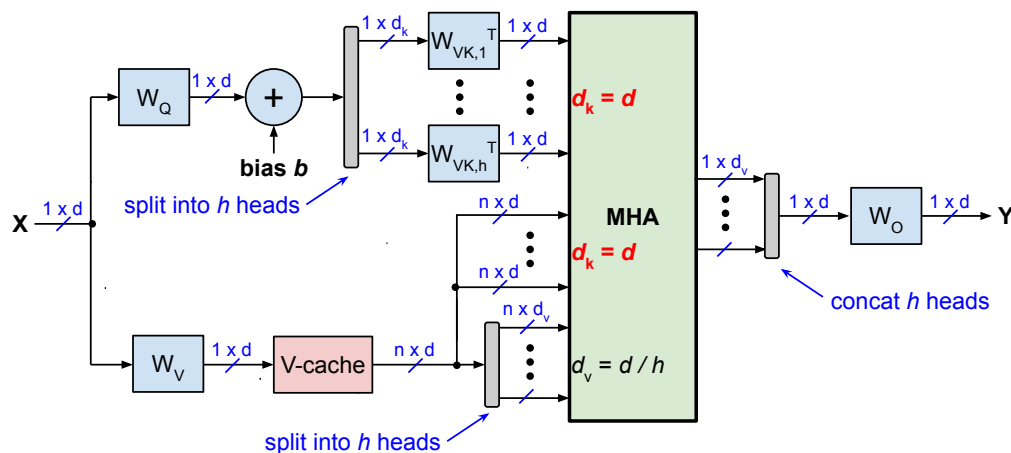 1 x d_k
W_VK,1^T
1 x d
1 x d
W_Q
+
bias b
d_k = d
1 x d_k
W_VK,h^T
1 x d
split into h heads
X
1 x d
n x d
MHA
1 x d_v
1 x d
W_O
1 x d
Y
d_k = d
n x d
concat h heads
n x d_v
W_V
1 x d
V-cache
n x d
d_v = d / h
split into h heads